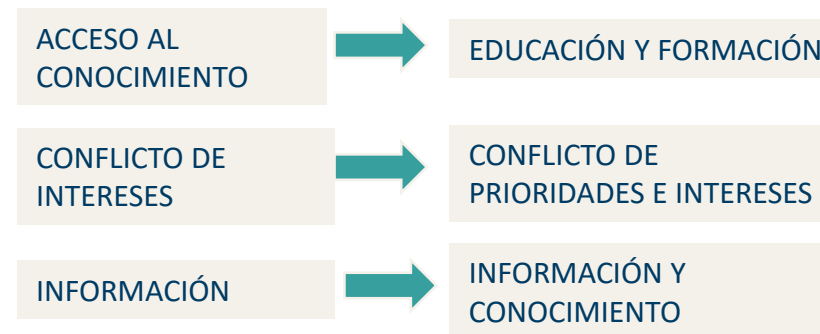 ACCESO AL
CONOCIMIENTO
EDUCACIÓN Y FORMACIÓN
CONFLICTO DE
INTERESES
CONFLICTO DE
PRIORIDADES E INTERESES
INFORMACIÓN
INFORMACIÓN Y
CONOCIMIENTO